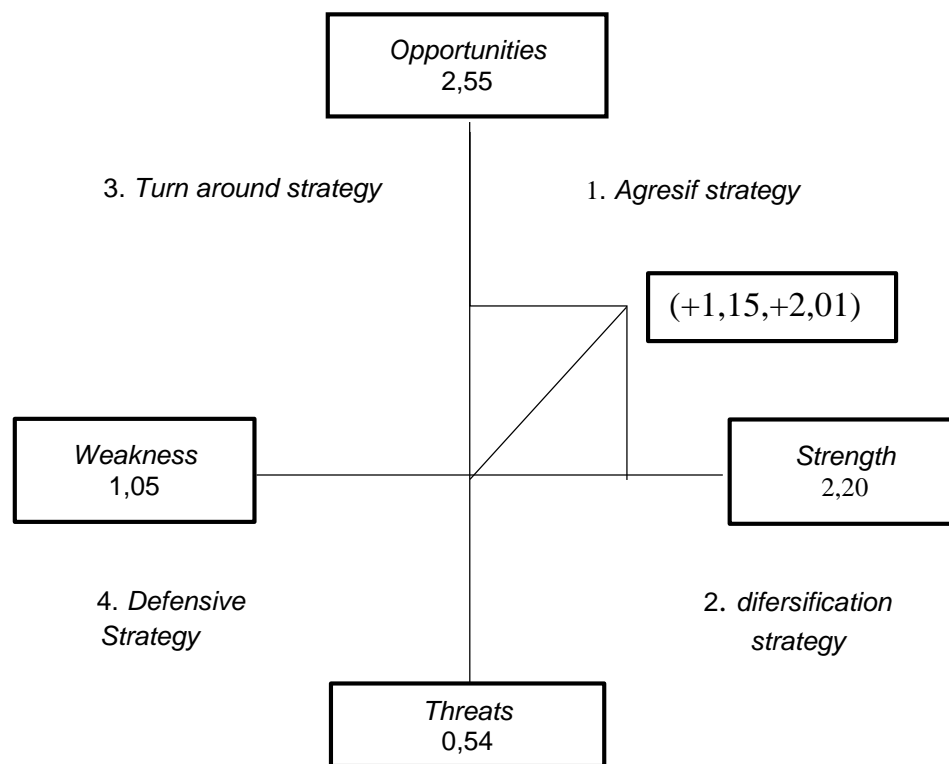 Opportunities
2,55
3. Turn around strategy
1. Agresif strategy
(+1,15,+2,01)
Weakness
1,05
Strength
2,20
4. Defensive
Strategy
2. difersification
strategy
Threats
0,54